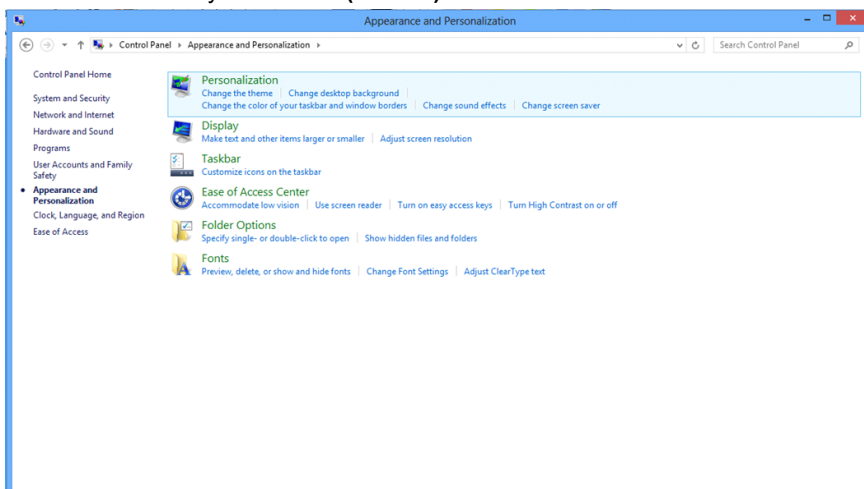 Appearance and Personalization
Control Panel Appearance and Personalization
Search Control Panel
Control Panel Home
System and Security
Network and Internet
Hardware and Sound
Programs
User Accounts and Family
Safety
Appearance and
Personalization
Clock, Language, and Region
Ease of Access
Personalization
Change the theme Change desktop background
Change the color of your taskbar and window borders Change sound effects Change screen saver
Display
Make text and other items larger or smaller Adjust screen resolution
Taskbar
Customize icons on the taskbar
Ease of Access Center
Accommodate low vision Use screen reader Turn on easy access keys Turn High Contrast on or off
Folder Options
Specify single- or double-click to open Show hidden files and folders
Fonts
Preview, delete, or show and hide fonts Change Font Settings Adjust ClearType text